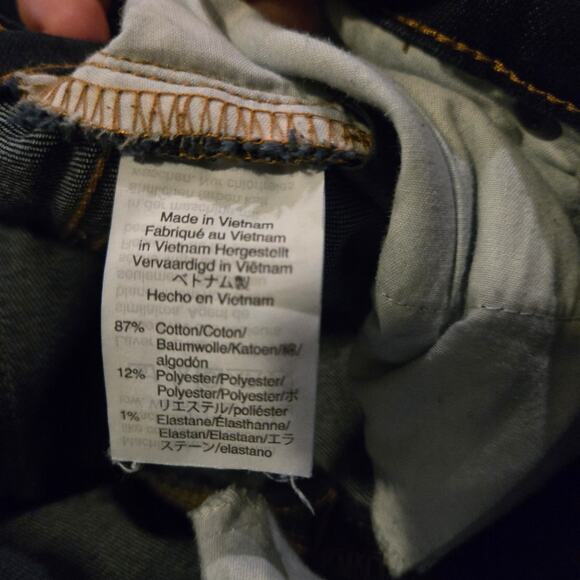 Made in Vietnam
Fabriqué au Vietnam
in Vietnam Hergestellt
Vervaardigd in Viëtnam
ベトナム製
Hecho en Vietnam
87% Cotton/Coton/
Baumwolle/Katoen/綿/
algodón
12% Polyester/Polyester/
Polyester/Polyester/ポ
リエステル/poliéster
1% Elastane/Élasthanne/
Elastan/Elastaan/エラ
ステーン/elastano